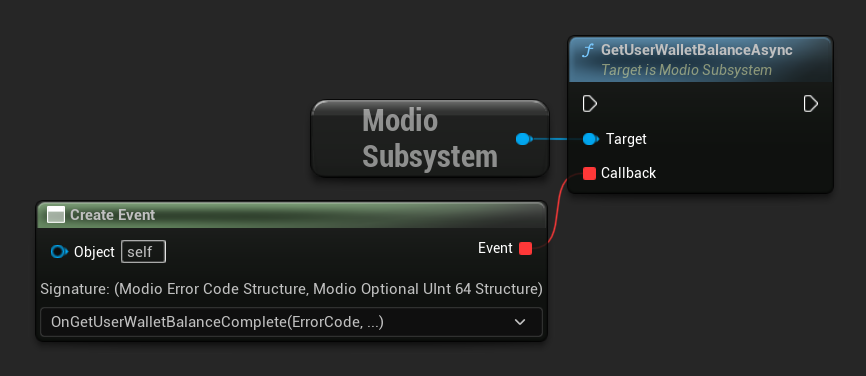 GetUserWalletBalanceAsync
Target is Modio Subsystem
Modio
Subsystem
Target
Callback
Create Event
Object self
Event
Signature: (Modio Error Code Structure, Modio Optional UInt 64 Structure)
OnGetUserWalletBalanceComplete(ErrorCode, ...)